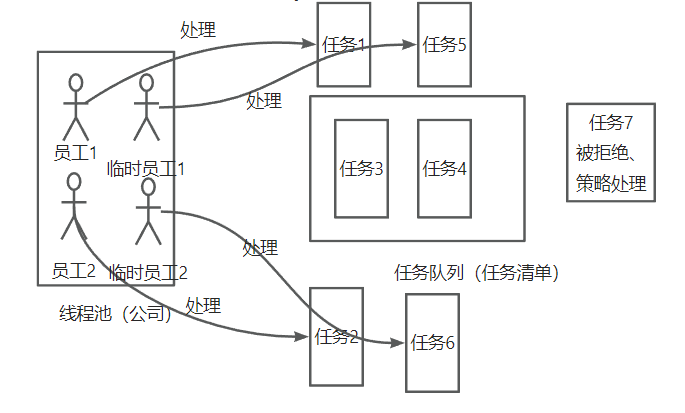 处理
任务1
任务5
处理
任务7
被拒绝、
策略处理
员工1
临时员工1
任务3
任务4
处理
员工2
临时员工2
任务队列（任务清单）
线程池（公司）
处理
任务2
任务6